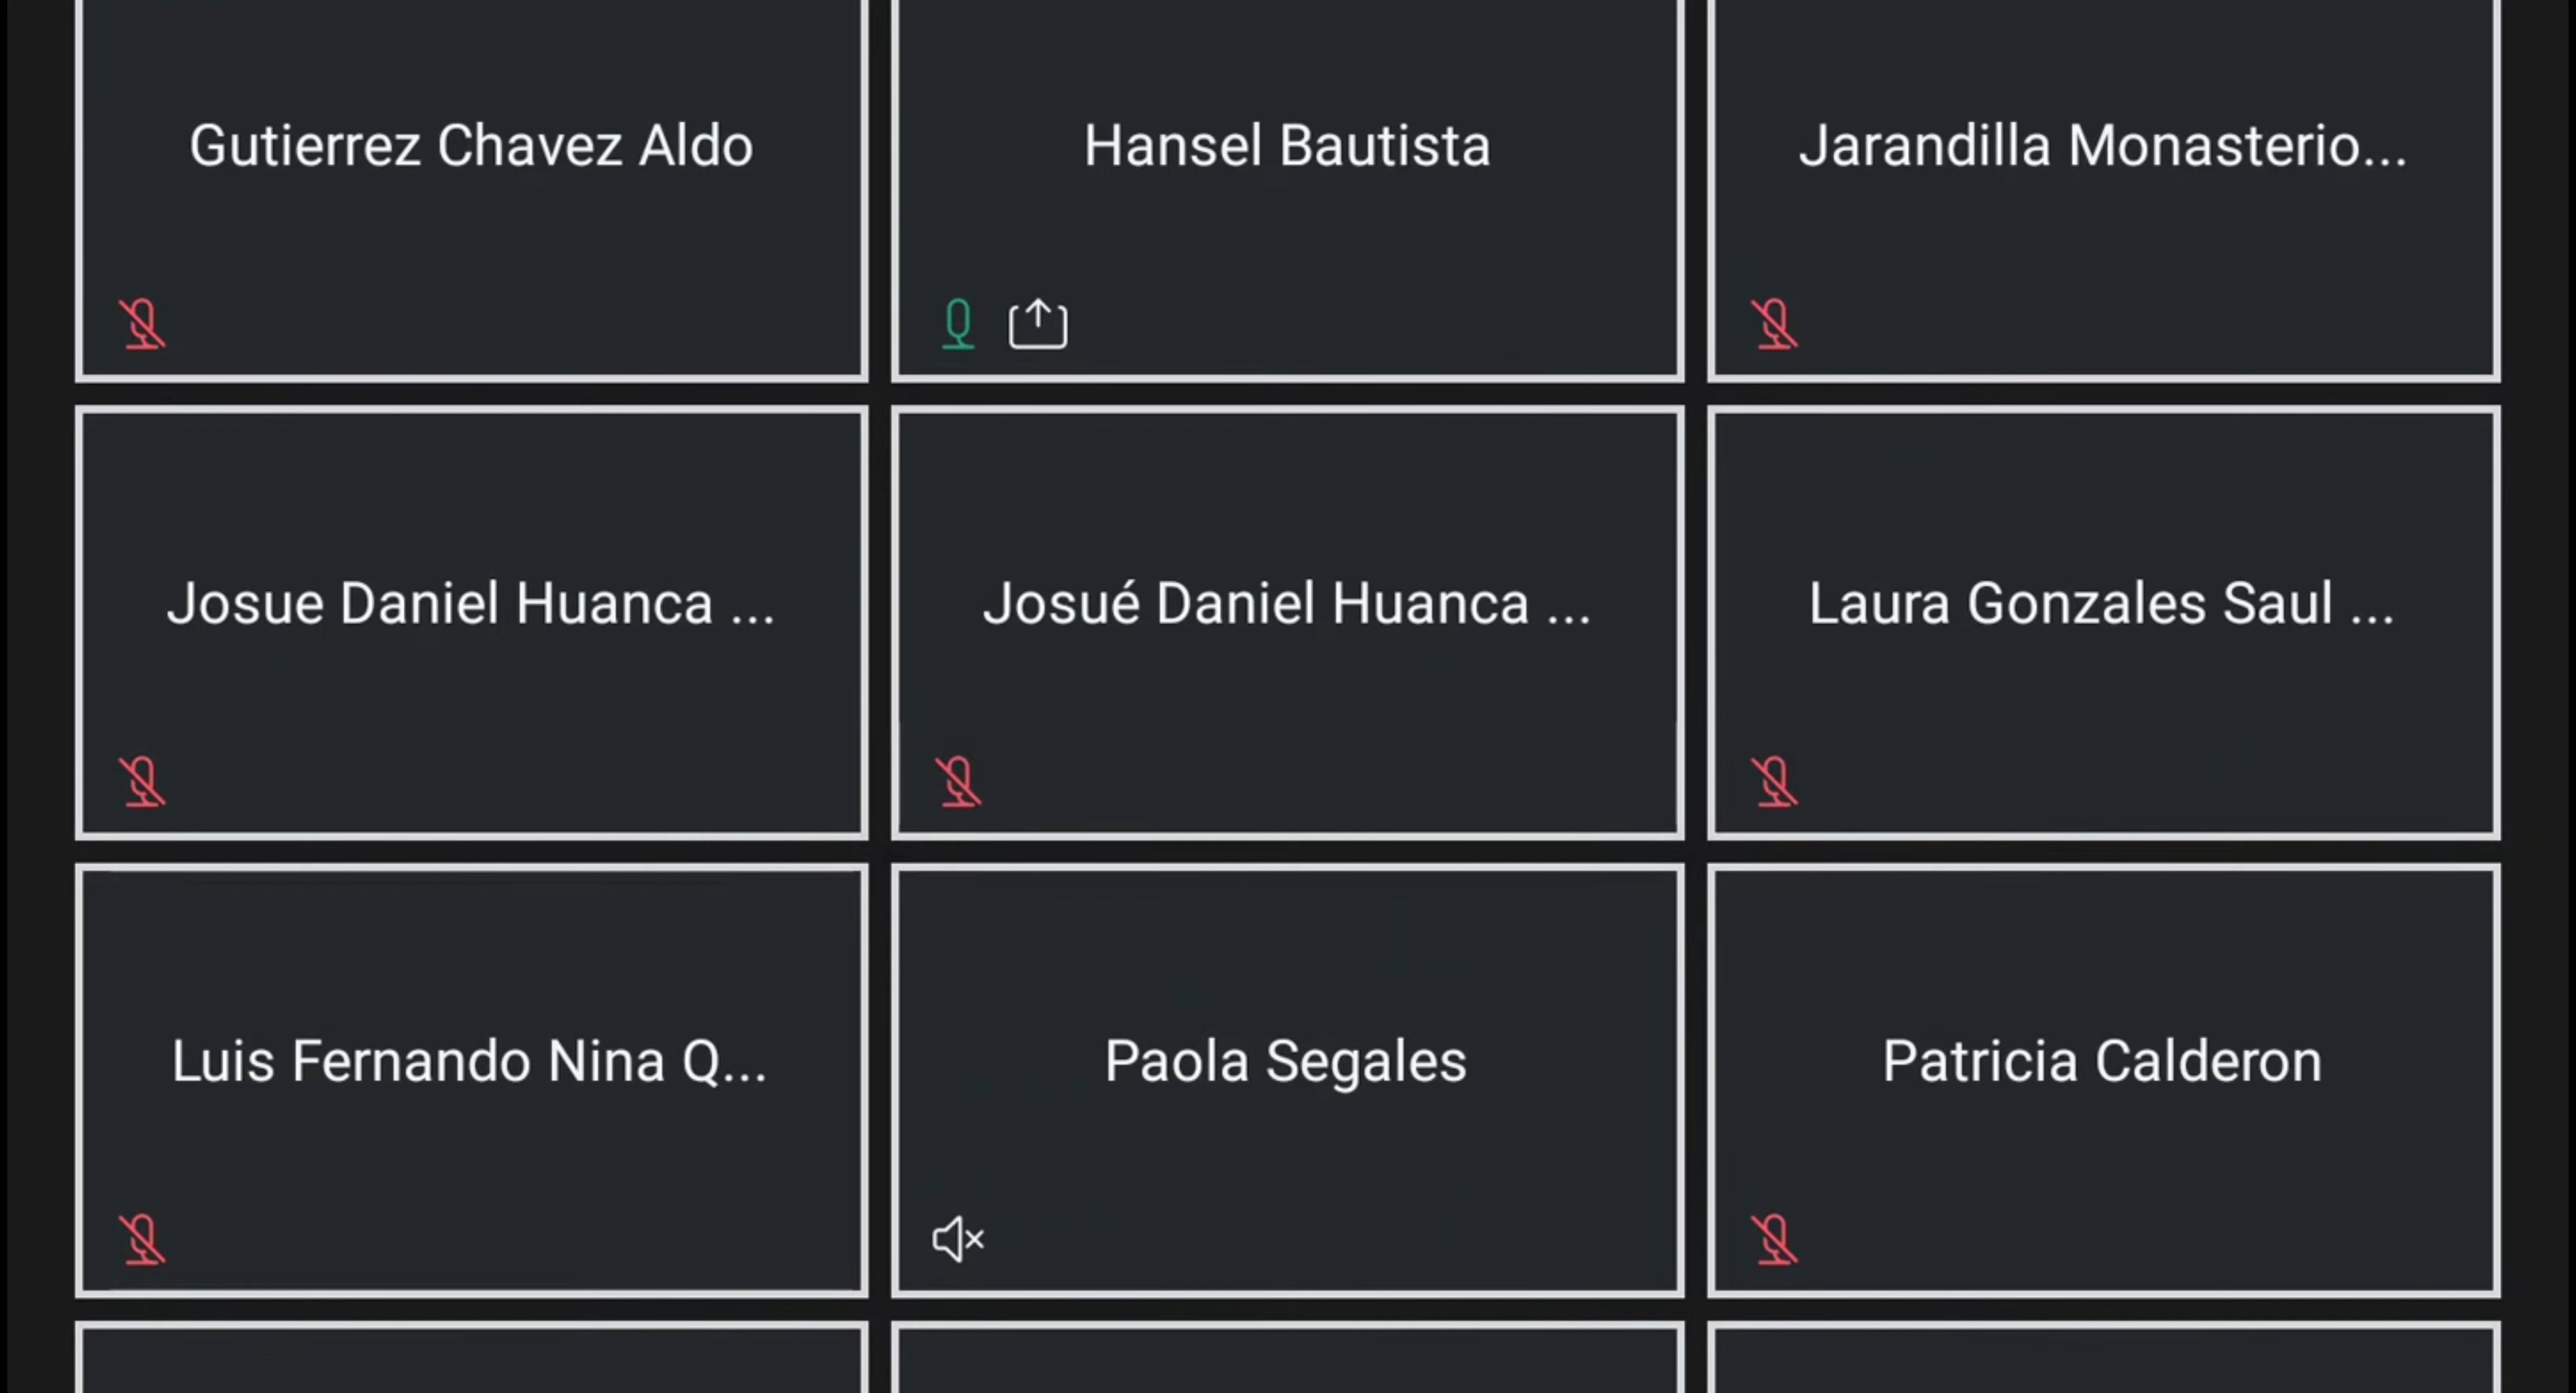 Gutierrez Chavez Aldo
Hansel Bautista
Jarandilla Monasterio...
Josue Daniel Huanca ...
Josué Daniel Huanca ...
Laura Gonzales Saul ...
Luis Fernando Nina Q...
Paola Segales
Patricia Calderon